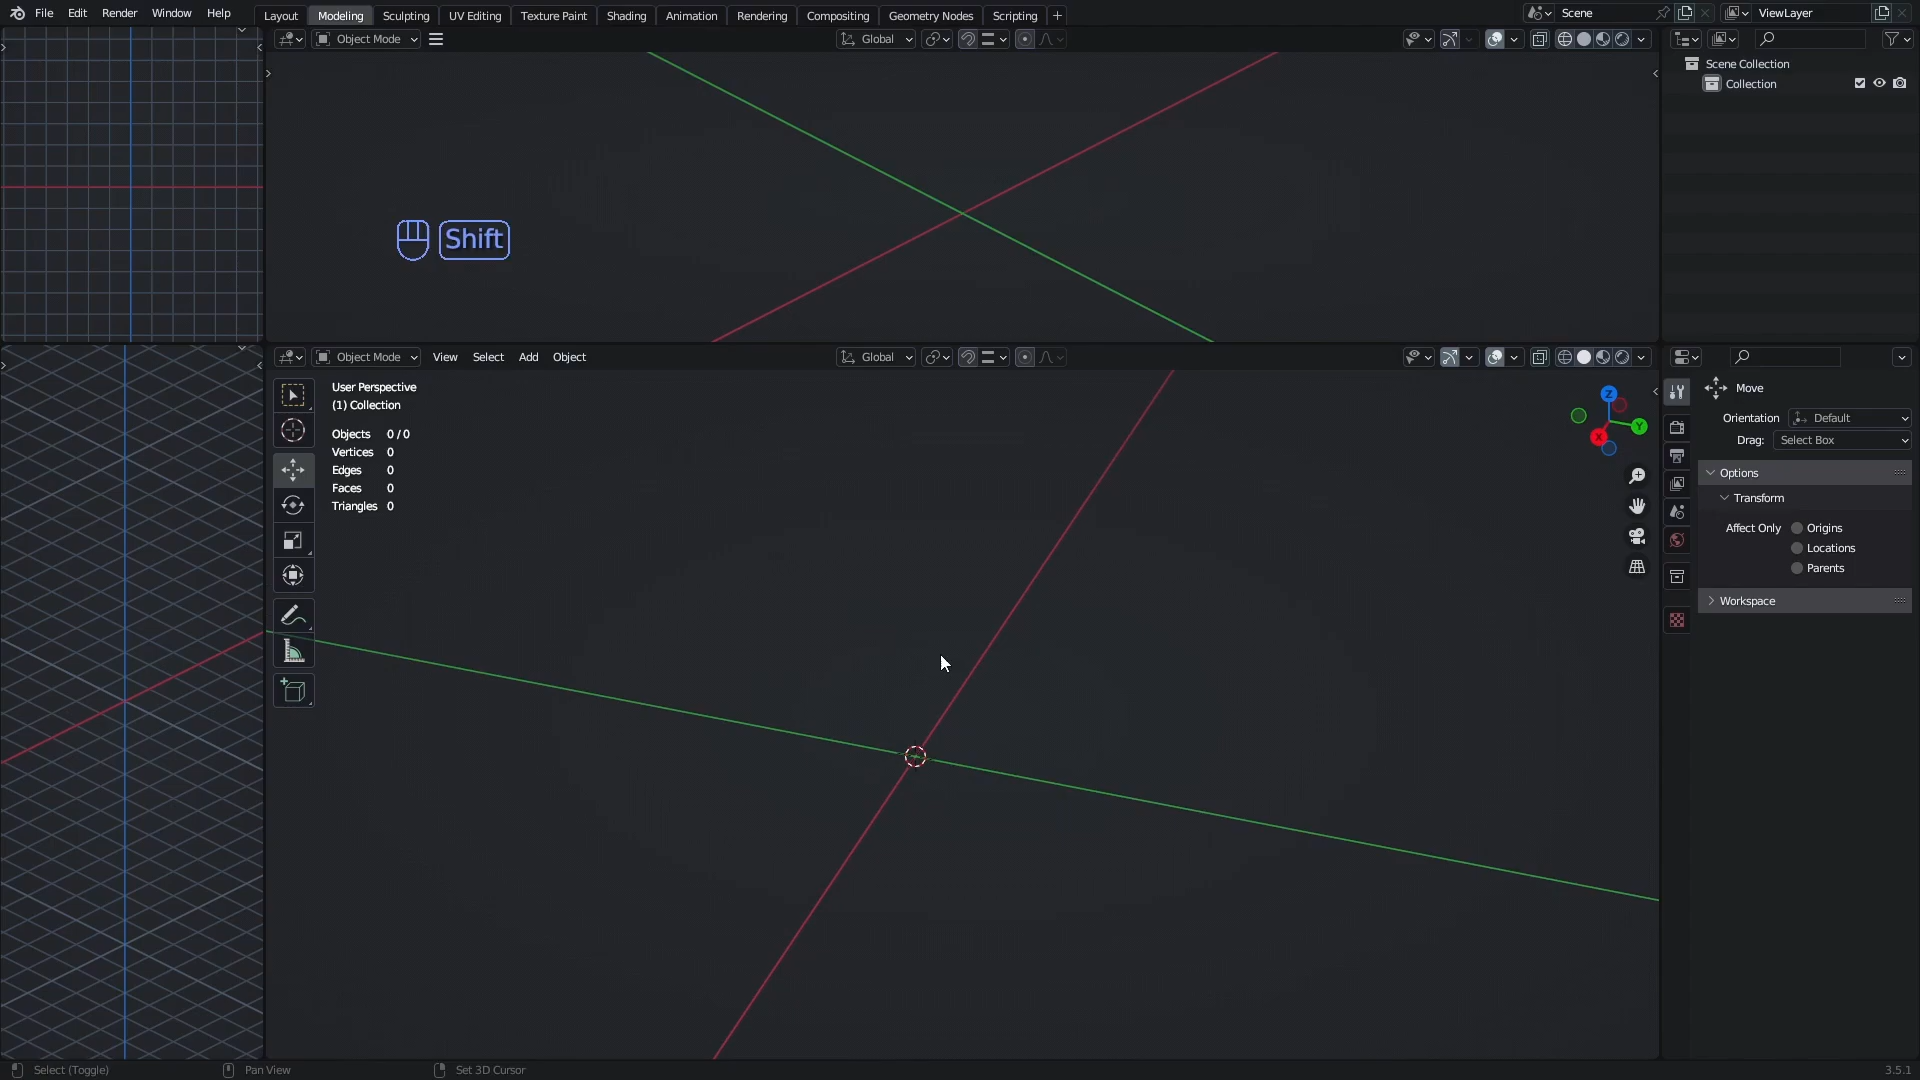 File Edit Render Window Help Layout Modeling Sculpting UV Editing Texture Paint Shading Animation Rendering Compositing Geometry Nodes Scripting + Scene ViewLayer
Object Mode Global
Scene Collection
Collection
Shift
Object Mode View Select Add Object Global
User Perspective
(1) Collection
Objects 0 / 0
Vertices 0
Edges 0
Faces 0
Triangles 0
Z
Y
X
Move
Orientation Default
Drag: Select Box
Options
Transform
Affect Only Origins
Locations
Parents
Workspace
Select (Toggle) Pan View Set 3D Cursor 3.5.1